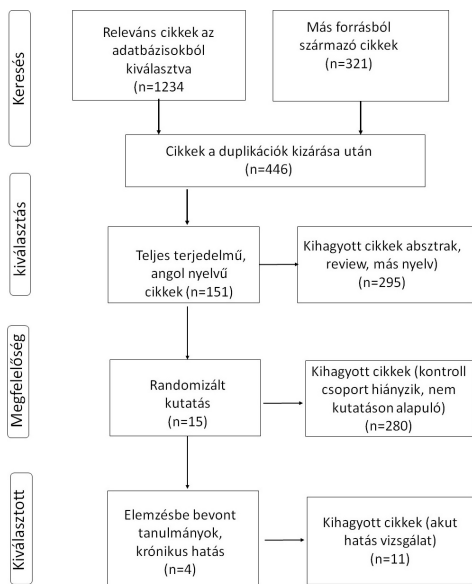 Keresés
Releváns cikkek az
adatbázisokból
kiválasztva
(n=1234
Más forrásból
származó cikkek
(n=321)
Cikkek a duplikációk kizárása után
(n=446)
kiválasztás
Teljes terjedelmű,
angol nyelvű
cikkek (n=151)
Kihagyott cikkek absztrak,
review, más nyelv)
(n=295)
Megfelelőség
Randomizált
kutatás
(n=15)
Kihagyott cikkek (kontroll
csoport hiányzik, nem
kutatáson alapuló)
(n=280)
Kiválasztott
Elemzésbe bevont
tanulmányok,
krónikus hatás
(n=4)
Kihagyott cikkek (akut
hatás vizsgálat)
(n=11)